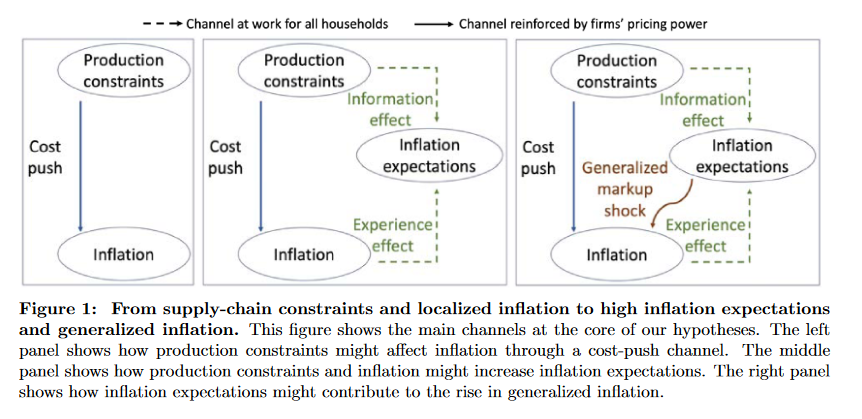 Channel at work for all households
Channel reinforced by firms' pricing power
Production
constraints
Cost
push
Inflation
Production
constraints
Information
effect
Cost
push
Inflation
expectations
Experience
effect
Inflation
Production
constraints
Information
effect
Cost
push
Inflation
expectations
Generalized
markup
shock
Experience
effect
Inflation
Figure 1: From supply-chain constraints and localized inflation to high inflation expectations
and generalized inflation. This figure shows the main channels at the core of our hypotheses. The left
panel shows how production constraints might affect inflation through a cost-push channel. The middle
panel shows how production constraints and inflation might increase inflation expectations. The right panel
shows how inflation expectations might contribute to the rise in generalized inflation.